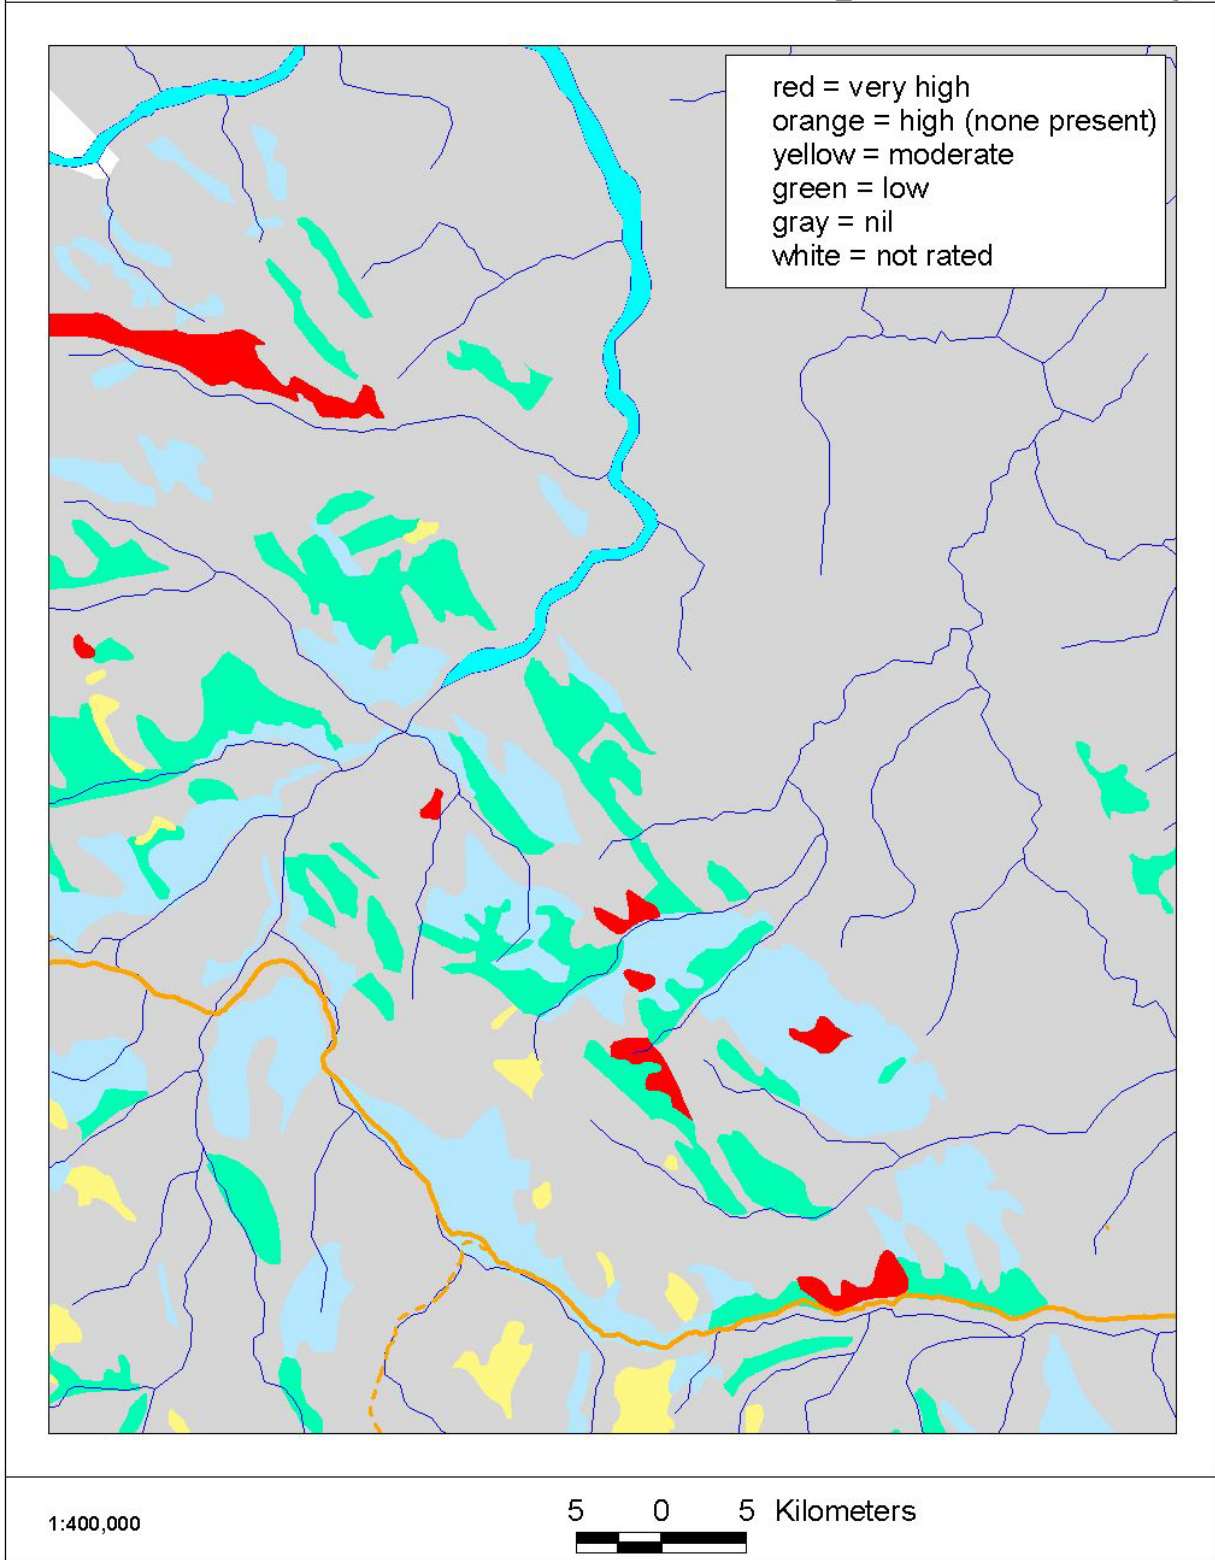 red = very high
orange = high (none present)
yellow = moderate
green = low
gray = nil
white = not rated
1:400,000
5 0 5 Kilometers